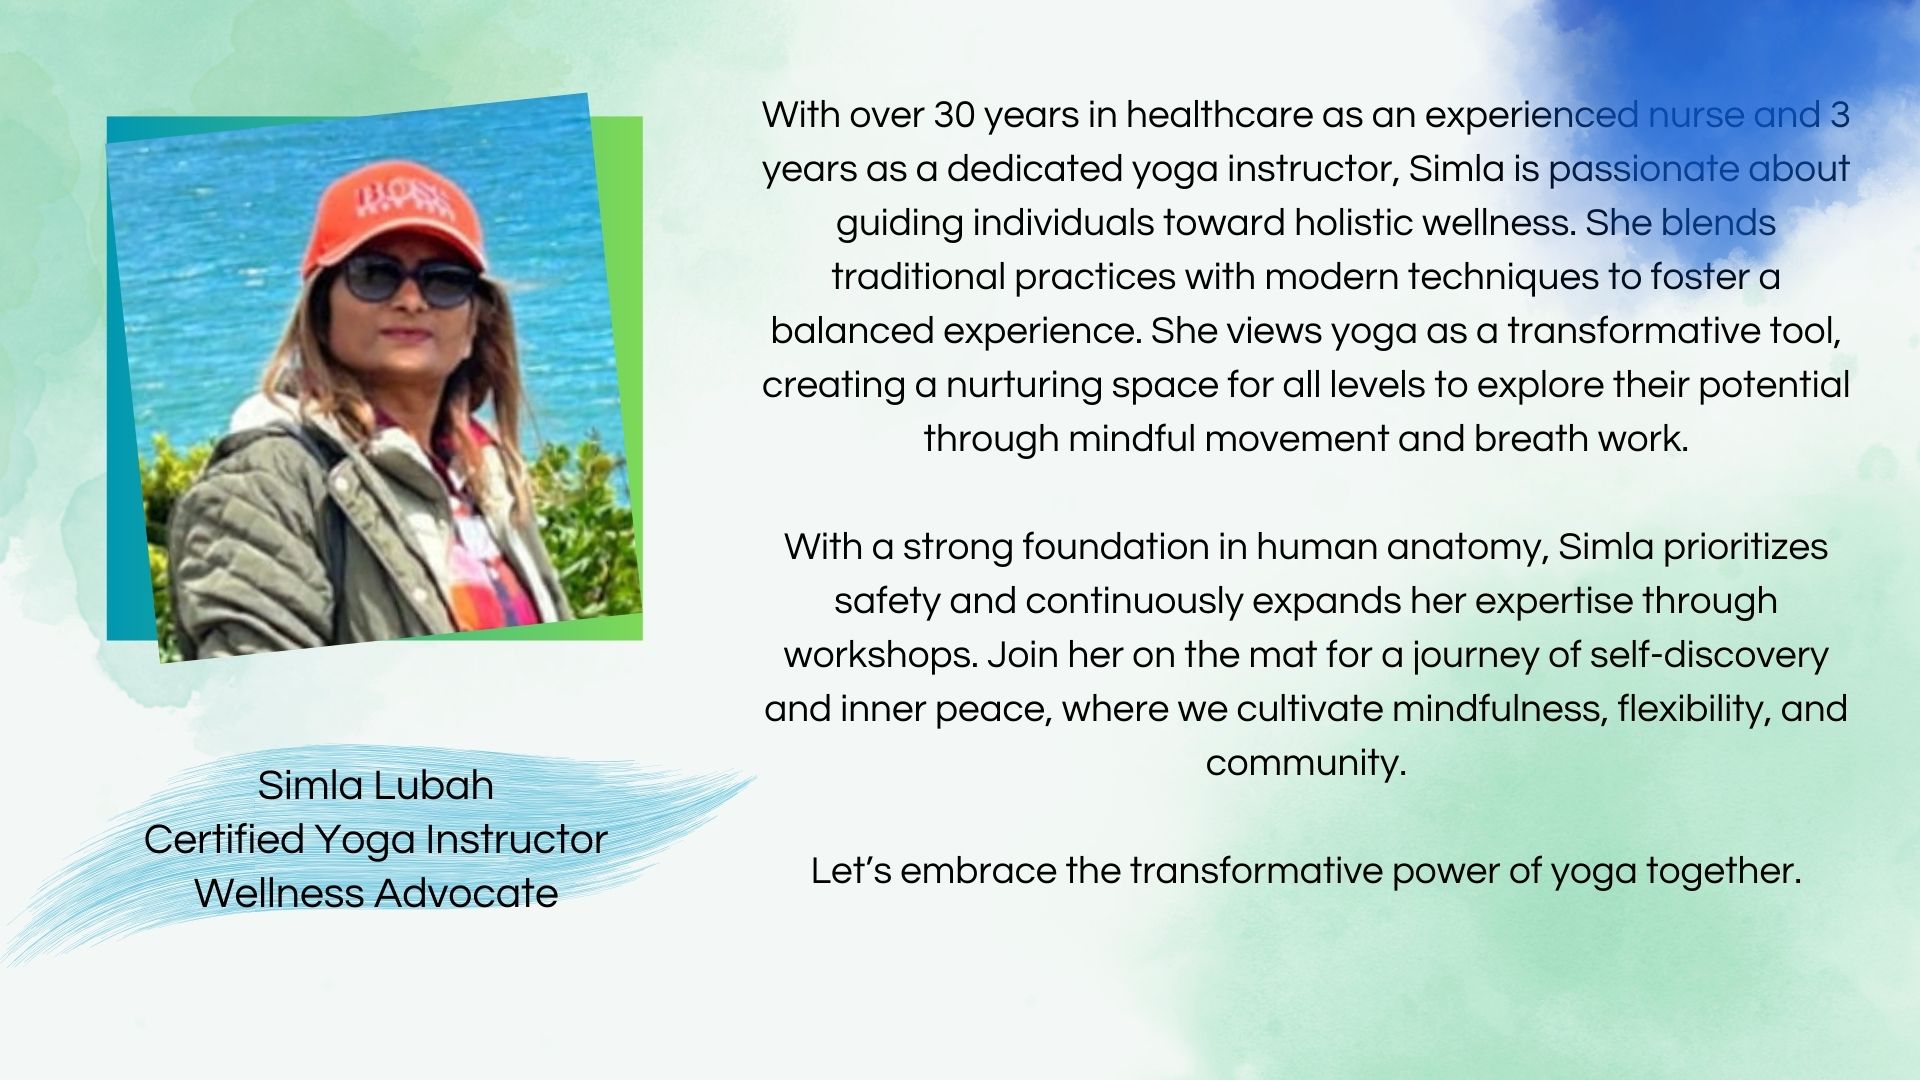 BOSS
Simla Lubah
Certified Yoga Instructor
Wellness Advocate
With over 30 years in healthcare as an experienced nurse and 3
years as a dedicated yoga instructor, Simla is passionate about
guiding individuals toward holistic wellness. She blends
traditional practices with modern techniques to foster a
balanced experience. She views yoga as a transformative tool,
creating a nurturing space for all levels to explore their potential
through mindful movement and breath work.
With a strong foundation in human anatomy, Simla prioritizes
safety and continuously expands her expertise through
workshops. Join her on the mat for a journey of self-discovery
and inner peace, where we cultivate mindfulness, flexibility, and
community.
Let’s embrace the transformative power of yoga together.